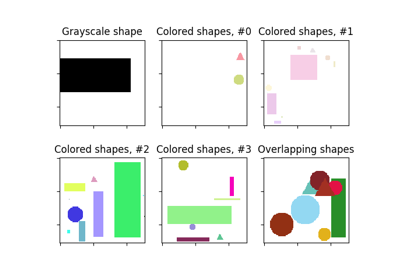 Grayscale shape
Colored shapes, #0
Colored shapes, #1
Colored shapes, #2
Colored shapes, #3
Overlapping shapes